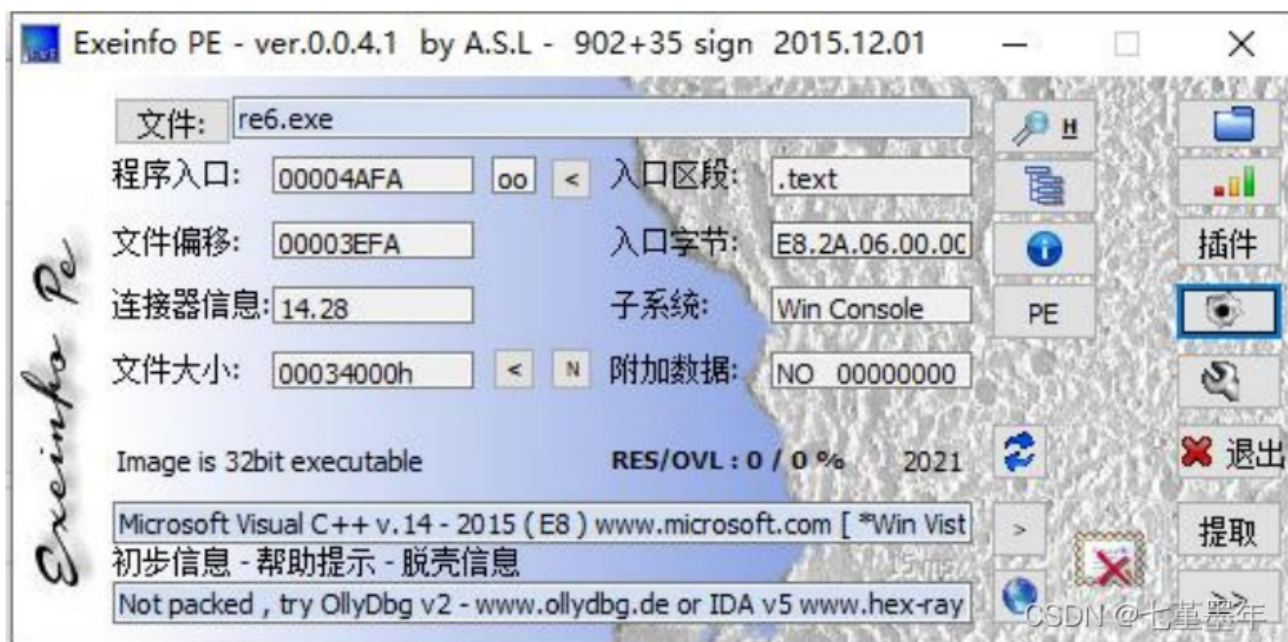 Exeinfo PE - ver.0.0.4.1 by A.S.L - 902+35 sign 2015.12.01
文件: re6.exe
H
程序入口: 00004AFA oo < 入口区段: .text
文件偏移: 00003EFA 入口字节: E8.2A.06.00.0C
插件
连接器信息: 14.28 子系统: Win Console
PE
文件大小: 00034000h < N 附加数据: NO 00000000
Exeinfo Pe
Image is 32bit executable RES/OVL : 0 / 0 % 2021
退出
Microsoft Visual C++ v.14 - 2015 ( E8 ) www.microsoft.com [ *Win Vist
>
提取
初步信息 - 帮助提示 - 脱壳信息
15 ms
Not packed , try OllyDbg v2 - www.ollydbg.de or IDA v5 www.hex-ray
>>
CSDN @七堇墨年